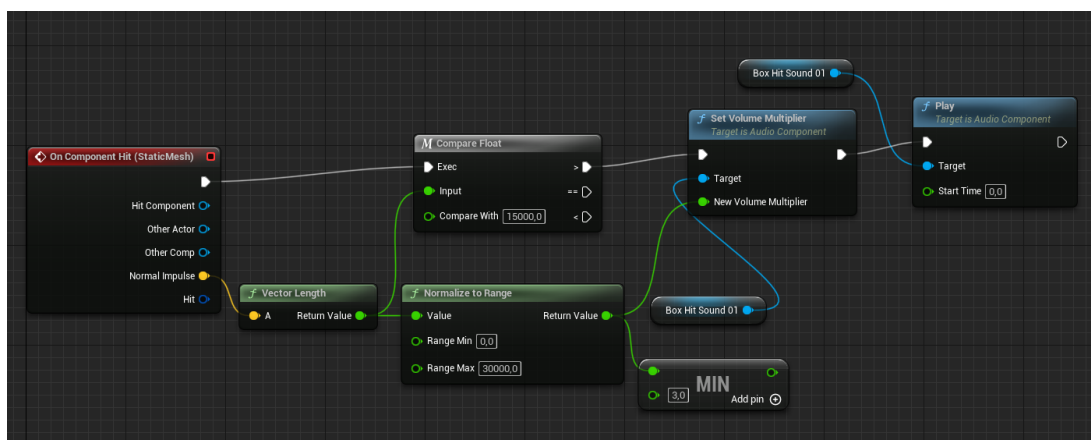 Box Hit Sound 01
f Play
Target is Audio Component
Target
Start Time 0,0
f Set Volume Multiplier
Target is Audio Component
Target
New Volume Multiplier
M Compare Float
Exec >
Input ==
Compare With 15000,0 <
On Component Hit (StaticMesh)
Hit Component
Other Actor
Other Comp
Normal Impulse
Hit
f Vector Length
A Return Value
f Normalize to Range
Value Return Value
Range Min 0,0
Range Max 30000,0
Box Hit Sound 01
MIN
3,0
Add pin